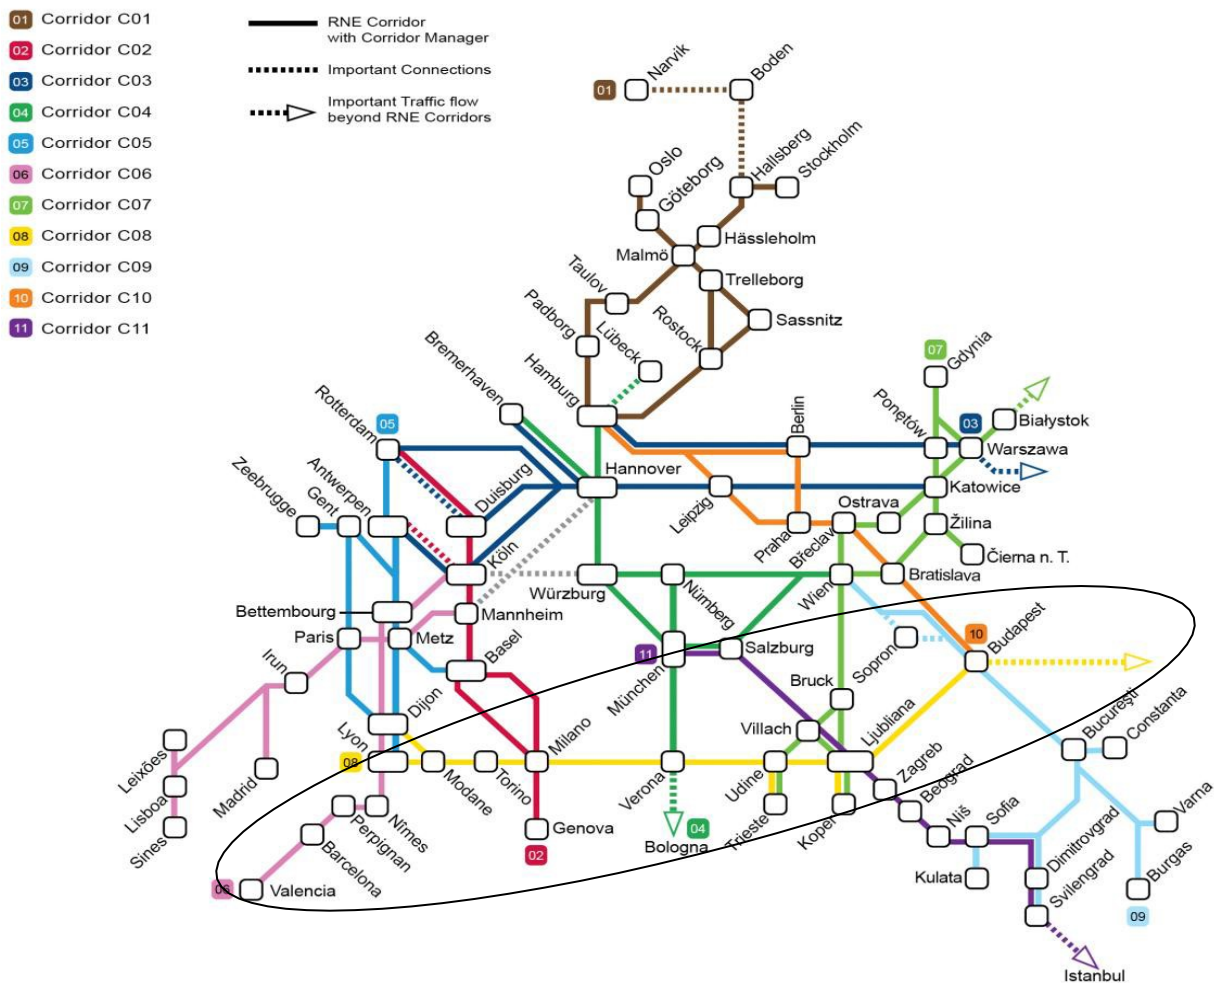 01 Corridor C01
02 Corridor C02
03 Corridor C03
04 Corridor C04
05 Corridor C05
06 Corridor C06
07 Corridor C07
08 Corridor C08
09 Corridor C09
10 Corridor C10
11 Corridor C11
RNE Corridor
with Corridor Manager
Important Connections
Important Traffic flow
beyond RNE Corridors
01
Narvik
Boden
Oslo
Göteborg
Hallsberg
Stockholm
Hässleholm
Malmö
Trelleborg
Taulov
Sassnitz
Padborg
Lübeck
Rostock
07
Gdynia
Bremerhaven
Hamburg
Berlin
Ponętów
03
Białystok
Rotterdam
05
Warszawa
Zeebrugge
Gent
Antwerpen
Duisburg
Hannover
Leipzig
Katowice
Ostrava
Praha
Břeclav
Žilina
Čierna n. T.
Köln
Würzburg
Nürnberg
Wien
Bratislava
Bettembourg
Mannheim
Paris
Metz
Basel
11
München
Salzburg
Sopron
10
Budapest
Irun
Dijon
Bruck
Villach
Ljubliana
Bucureşti
Constanta
Leixões
Lisboa
Sines
Madrid
Lyon
08
Modane
Torino
Milano
Verona
Udine
Trieste
Koper
Zagreb
Beograd
Niš
Sofia
Varna
Nîmes
Perpignan
Barcelona
06
Valencia
Genova
02
Bologna
04
Kulata
Dimitrovgrad
Svilengrad
Burgas
09
Istanbul